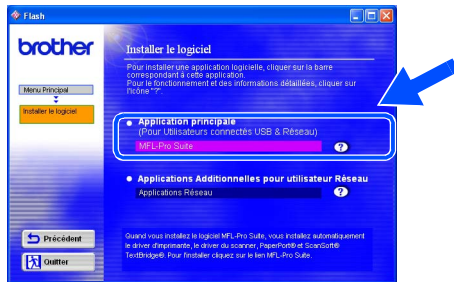 Flash
brother
Installer le logiciel
Pour installer une application logicielle, cliquer sur la barre
correspondant à cette application.
Pour le fonctionnement et des informations détaillées, cliquer sur
l'icône "?".
Menu Principal
Installer le logiciel
Application principale
(Pour Utilisateurs connectés USB & Réseau)
MFL-Pro Suite
?
Applications Additionnelles pour utilisateur Réseau
Applications Réseau
?
Précédent
Quitter
Quand vous installez le logiciel MFL-Pro Suite, vous installez automatiquement
le driver d'imprimante, le driver du scanner, PaperPort® et ScanSoft®
TextBridge®. Pour l'installer cliquez sur le lien MFL-Pro Suite.